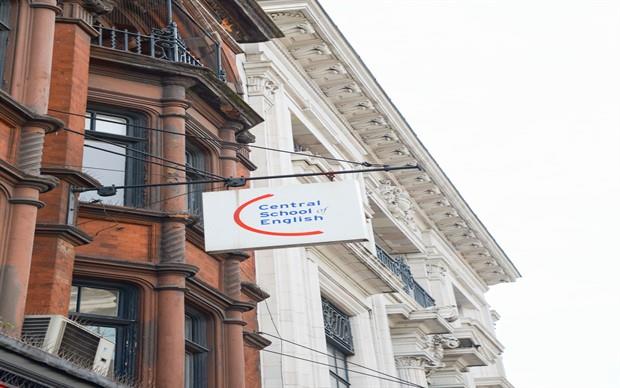 Central
School of
English